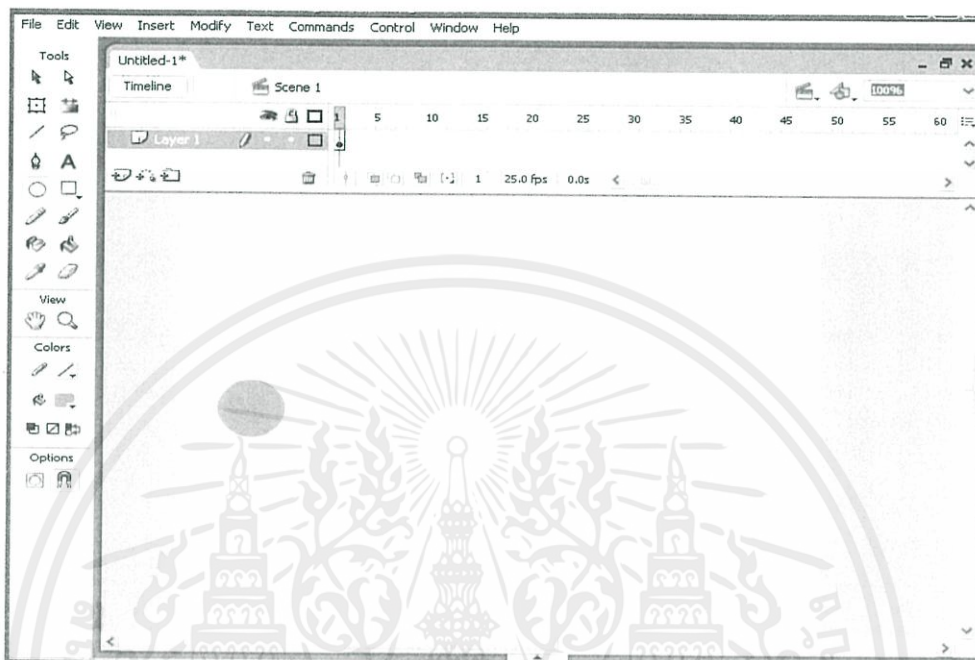 File Edit View Insert Modify Text Commands Control Window Help
Tools
Untitled-1*
Timeline Scene 1
100%
1 5 10 15 20 25 30 35 40 45 50 55 60
Layer 1
A
1 25.0 fps 0.0s
View
Colors
Options